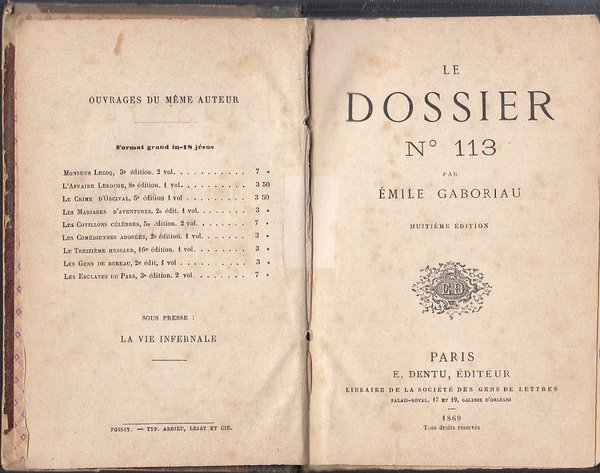 OUVRAGES DU MÊME AUTEUR
Format grand in-18 jésus
Monsieur Lecoq, 3e édition. 2 vol. . . . . . . . . . . 7 »
L'Affaire Lerouge, 8e édition. 1 vol. . . . . . . . . . 3 50
Le Crime d'Orcival, 5e édition 1 vol . . . . . . . . . 3 50
Les Mariages d'aventures, 2e édit. 1 vol. . . . . . . 3 »
Les Cotillons célèbres, 5e édition. 2 vol. . . . . . . 7 »
Les Comédiennes adorées, 2e édition. 1 vol. . . . . . 3 »
Le Treizième hussard, 16e édition. 1 vol. . . . . . . 3 »
Les Gens de bureau, 2e édit, 1 vol . . . . . . . . . 3 »
Les Esclaves de Pars, 3e édition. 2 vol. . . . . . . . 7 »
SOUS PRESSE :
LA VIE INFERNALE
POISSY. — TYP. ARBIEU, LEJAY ET CIE.
LE
DOSSIER
N° 113
PAR
ÉMILE GABORIAU
HUITIÈME ÉDITION
ED
PARIS
E. DENTU, ÉDITEUR
LIBRAIRE DE LA SOCIÉTÉ DES GENS DE LETTRES
PALAIS-ROYAL, 17 ET 19, GALERIE D'ORLÉANS
1869
Tous droits réservés